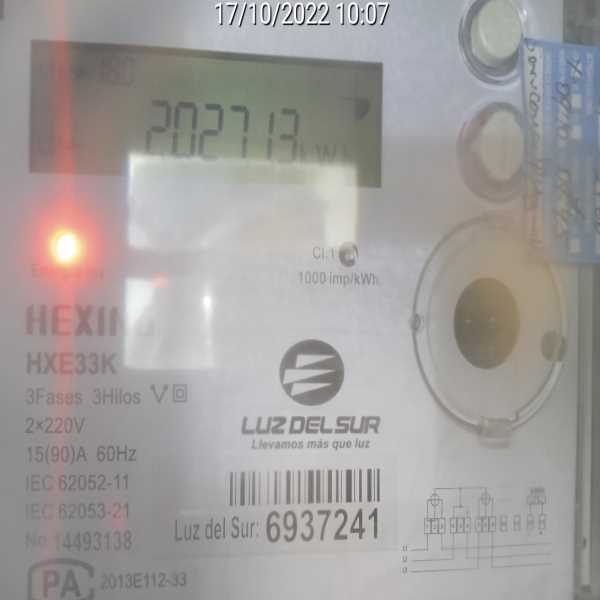 17/10/2022 10:07
180
202713 kWh
Cl.1
1000 imp/kWh
HEXING
HXE33K
3Fases 3Hilos
2×220V
15(90)A 60Hz
IEC 62052-11
IEC 62053-21
No 14493138
PA 2013E112-33
LUZ DEL SUR
Llevamos más que luz
Luz del Sur: 6937241